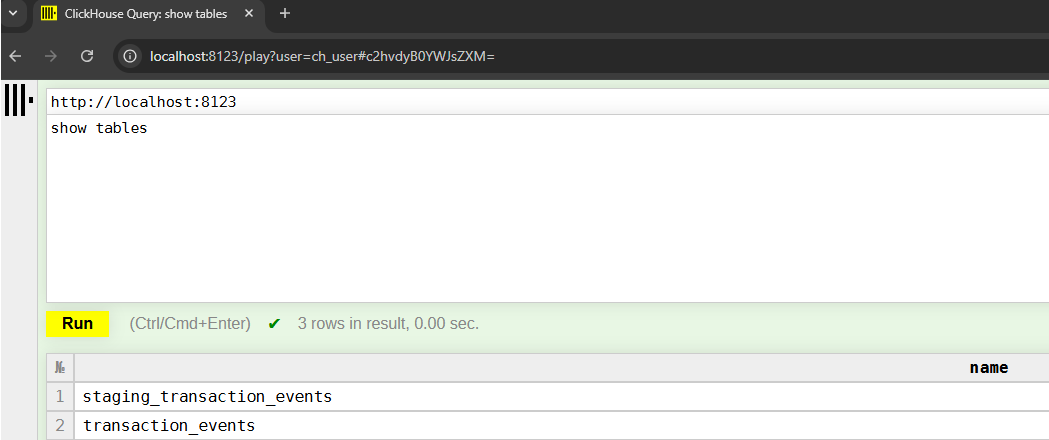 ClickHouse Query: show tables
localhost:8123/play?user=ch_user#c2hvdyB0YWJsZXM=
http://localhost:8123
show tables
Run (Ctrl/Cmd+Enter) ✔ 3 rows in result, 0.00 sec.
№ name
1 staging_transaction_events
2 transaction_events